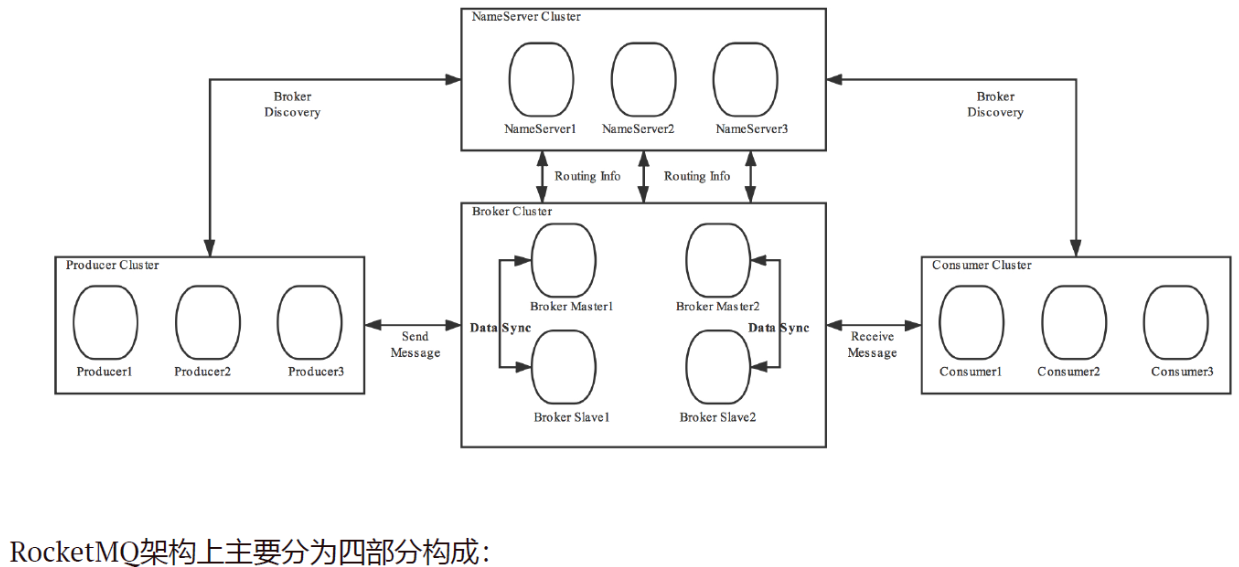 NameServer Cluster
NameServer1
NameServer2
NameServer3
Broker
Discovery
Broker
Discovery
Routing Info
Routing Info
Broker Cluster
Broker Master1
Broker Master2
Data Sync
Data Sync
Broker Slave1
Broker Slave2
Producer Cluster
Producer1
Producer2
Producer3
Send
Message
Receive
Message
Consumer Cluster
Consumer1
Consumer2
Consumer3
RocketMQ架构上主要分为四部分构成：